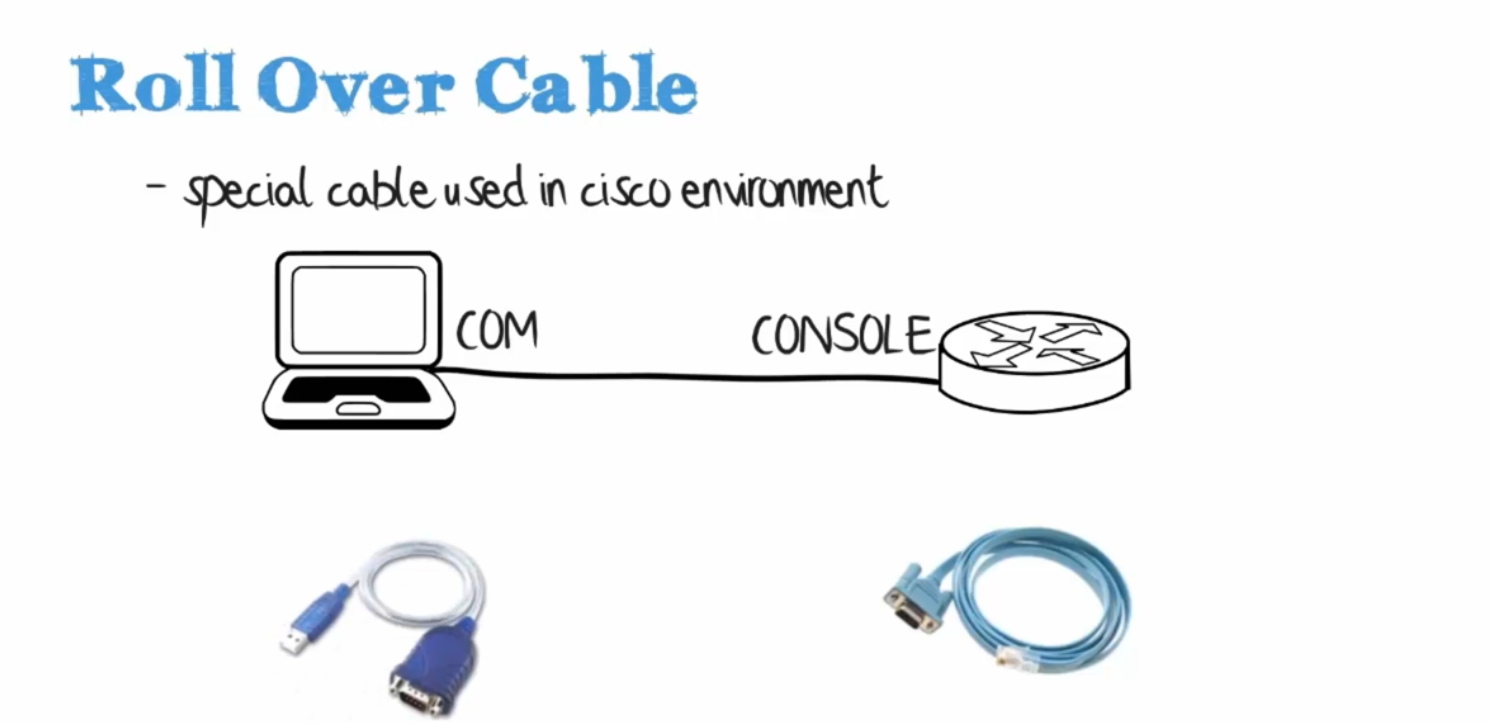 Roll Over Cable
- special cable used in cisco environment
COM
CONSOLE